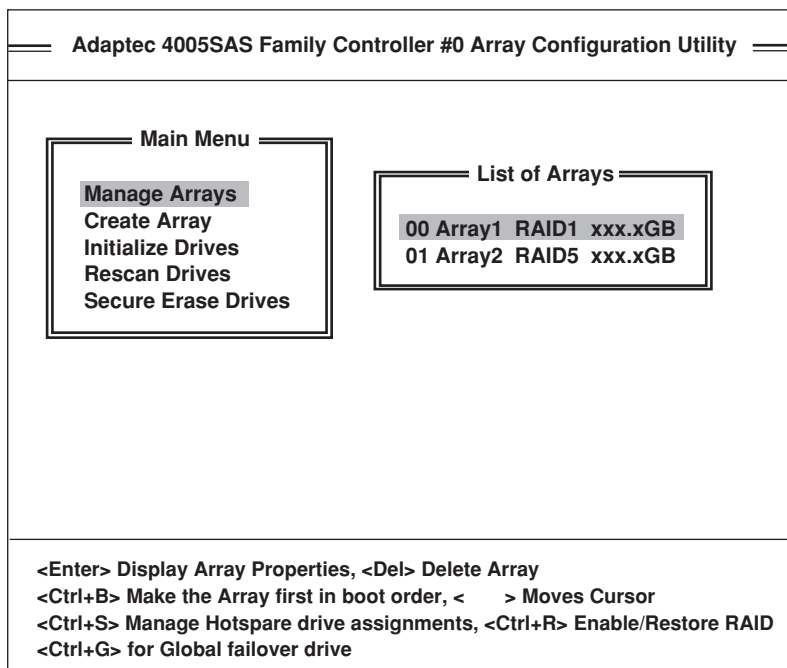 Adaptec 4005SAS Family Controller #0 Array Configuration Utility
Main Menu
Manage Arrays
Create Array
Initialize Drives
Rescan Drives
Secure Erase Drives
List of Arrays
00 Array1 RAID1 xxx.xGB
01 Array2 RAID5 xxx.xGB
<Enter> Display Array Properties, <Del> Delete Array
<Ctrl+B> Make the Array first in boot order, < > Moves Cursor
<Ctrl+S> Manage Hotspare drive assignments, <Ctrl+R> Enable/Restore RAID
<Ctrl+G> for Global failover drive